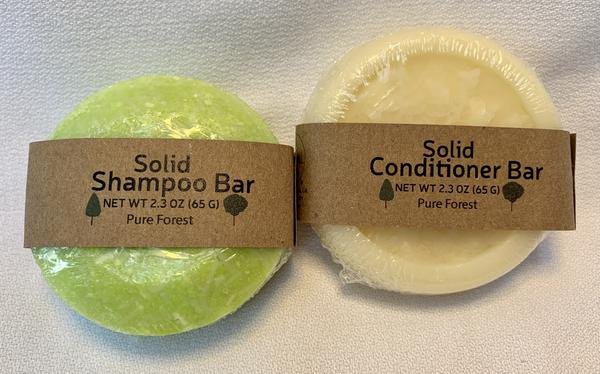 Solid
Shampoo Bar
NET WT 2.3 OZ (65 G)
Pure Forest
Solid
Conditioner Bar
NET WT 2.3 OZ (65 G)
Pure Forest